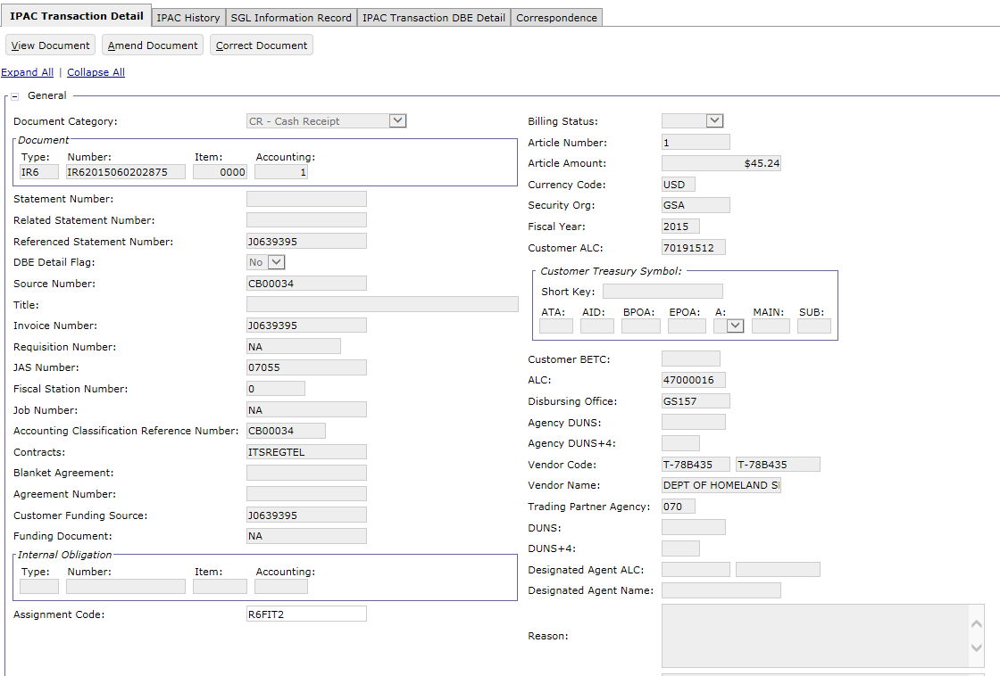 IPAC Transaction Detail IPAC History SGL Information Record IPAC Transaction DBE Detail Correspondence
View Document Amend Document Correct Document
Expand All | Collapse All
General
Document Category: CR - Cash Receipt
Document
Type: Number: Item: Accounting:
IR6 IR62015060202875 0000 1
Statement Number:
Related Statement Number:
Referenced Statement Number: J0639395
DBE Detail Flag: No
Source Number: CB00034
Title:
Invoice Number: J0639395
Requisition Number: NA
JAS Number: 07055
Fiscal Station Number: 0
Job Number: NA
Accounting Classification Reference Number: CB00034
Contracts: ITSREGTEL
Blanket Agreement:
Agreement Number:
Customer Funding Source: J0639395
Funding Document: NA
Internal Obligation
Type: Number: Item: Accounting:
Assignment Code: R6FIT2
Billing Status:
Article Number: 1
Article Amount: $45.24
Currency Code: USD
Security Org: GSA
Fiscal Year: 2015
Customer ALC: 70191512
Customer Treasury Symbol:
Short Key:
ATA: AID: BPOA: EPOA: A: MAIN: SUB:
Customer BETC:
ALC: 47000016
Disbursing Office: GS157
Agency DUNS:
Agency DUNS+4:
Vendor Code: T-78B435 T-78B435
Vendor Name: DEPT OF HOMELAND
Trading Partner Agency: 070
DUNS:
DUNS+4:
Designated Agent ALC:
Designated Agent Name:
Reason: